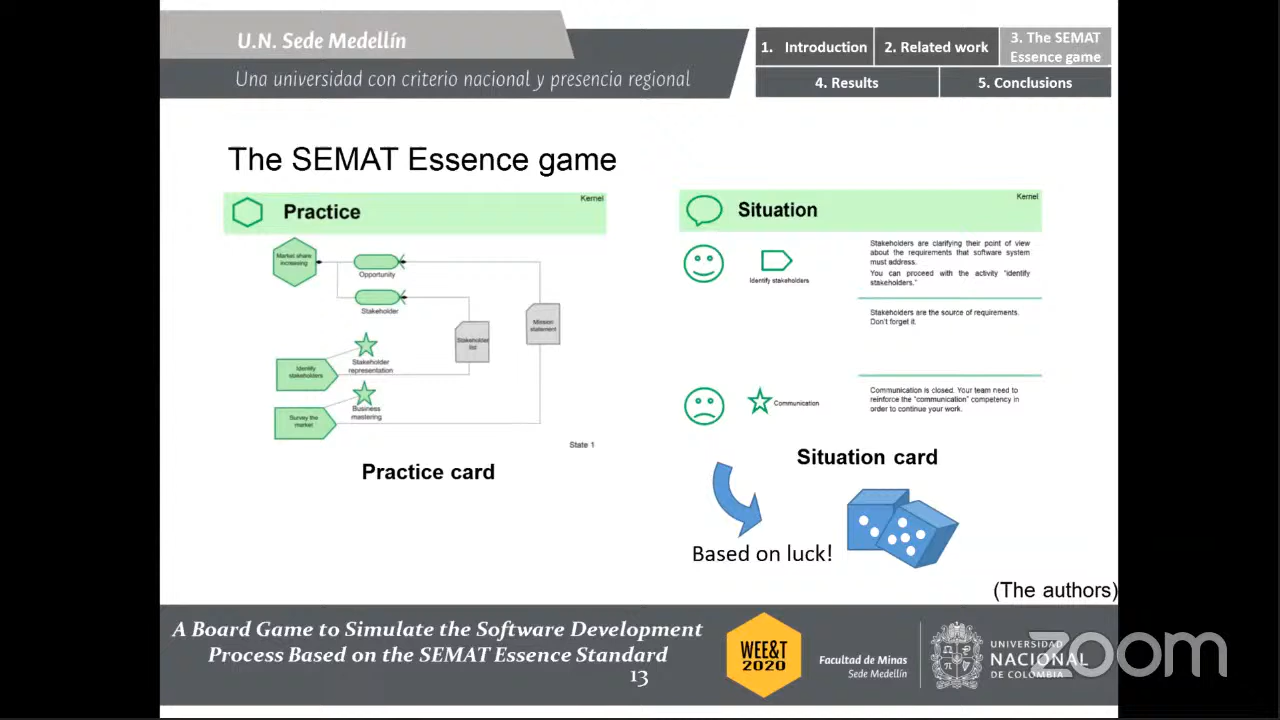 U.N. Sede Medellín
Una universidad con criterio nacional y presencia regional
1. Introduction
2. Related work
3. The SEMAT
Essence game
4. Results
5. Conclusions
The SEMAT Essence game
Kernel
Practice
Market share
increasing
Opportunity
Stakeholder
Mission
statement
Stakeholder
list
Stakeholder
representation
Identify
stakeholders
Business
mastering
Survey the
market
State 1
Practice card
Kernel
Situation
Identify stakeholders
Stakeholders are clarifying their point of view
about the requirements that software system
must address.
You can proceed with the activity "identify
stakeholders."
Stakeholders are the source of requirements.
Don't forget it.
Communication
Communication is closed. Your team need to
reinforce the "communication" competency in
order to continue your work.
Situation card
Based on luck!
(The authors)
A Board Game to Simulate the Software Development
Process Based on the SEMAT Essence Standard
13
WEE&T
2020
Facultad de Minas
Sede Medellín
UNIVERSIDAD
NACIONAL
DE COLOMBIA
zoom